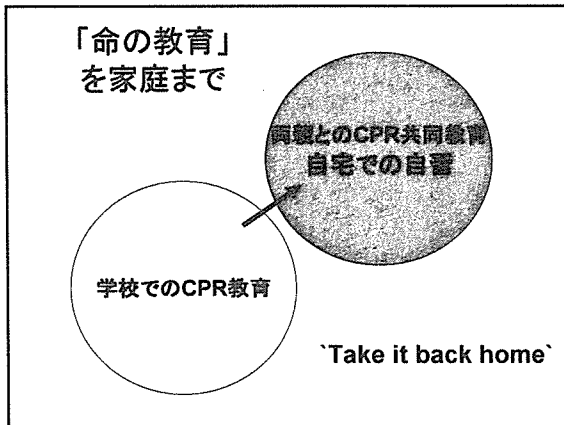 「命の教育」
を家庭まで
両親とのCPR共同教育
自宅での自習
学校でのCPR教育
`Take it back home`